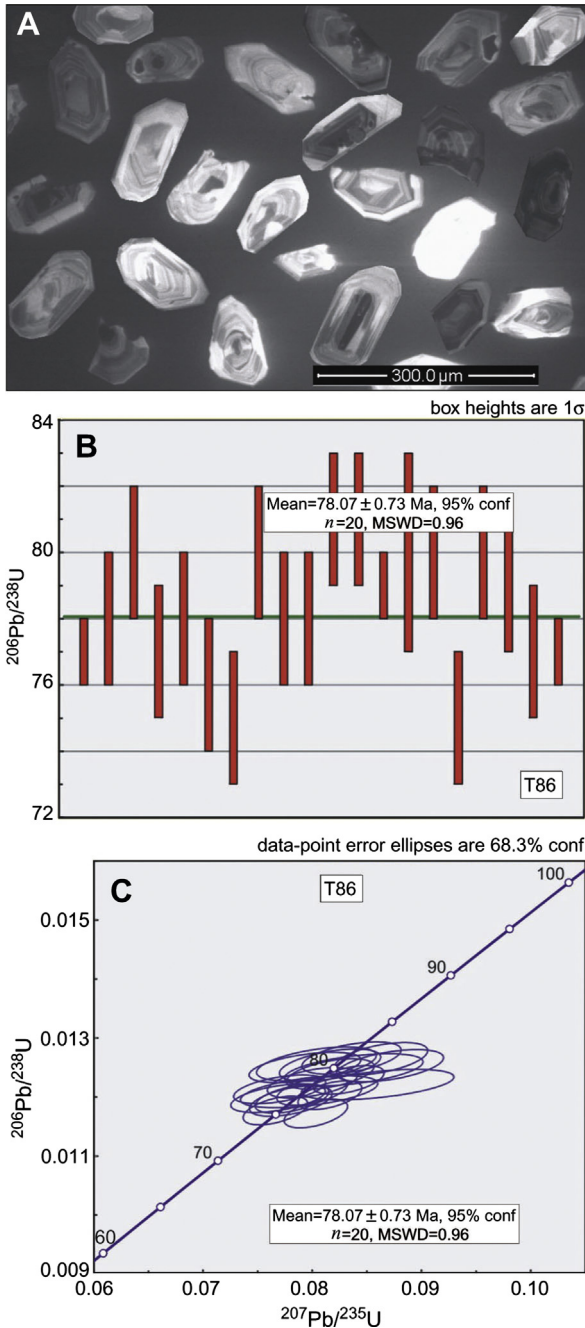 A
300.0 µm
box heights are 1σ
84
B
Mean=78.07±0.73 Ma, 95% conf
n=20, MSWD=0.96
80
206Pb/238U
76
T86
72
data-point error ellipses are 68.3% conf
C
T86
100
0.015
90
0.013
80
206Pb/238U
0.011
70
Mean=78.07±0.73 Ma, 95% conf
n=20, MSWD=0.96
60
0.009
0.06 0.07 0.08 0.09 0.10
207Pb/235U